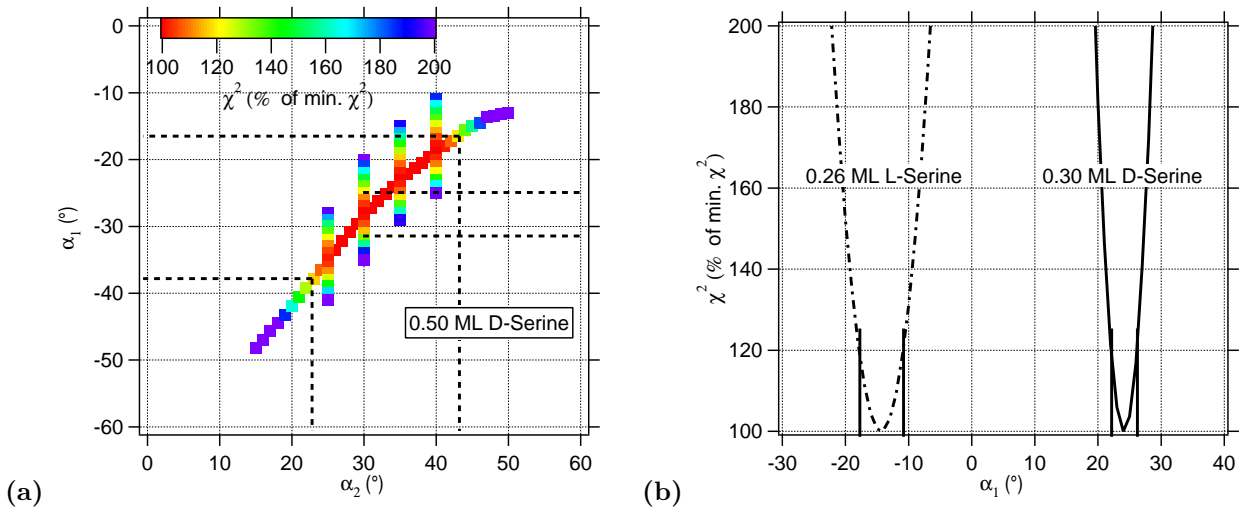 0
-10
-20
-30
-40
-50
-60
α1 (°)
100 120 140 160 180 200
χ2 (% of min. χ2)
0.50 ML D-Serine
0 10 20 30 40 50 60
α2 (°)
(a)
200
180
160
140
120
100
χ2 (% of min. χ2)
0.26 ML L-Serine 0.30 ML D-Serine
-30 -20 -10 0 10 20 30 40
α1 (°)
(b)